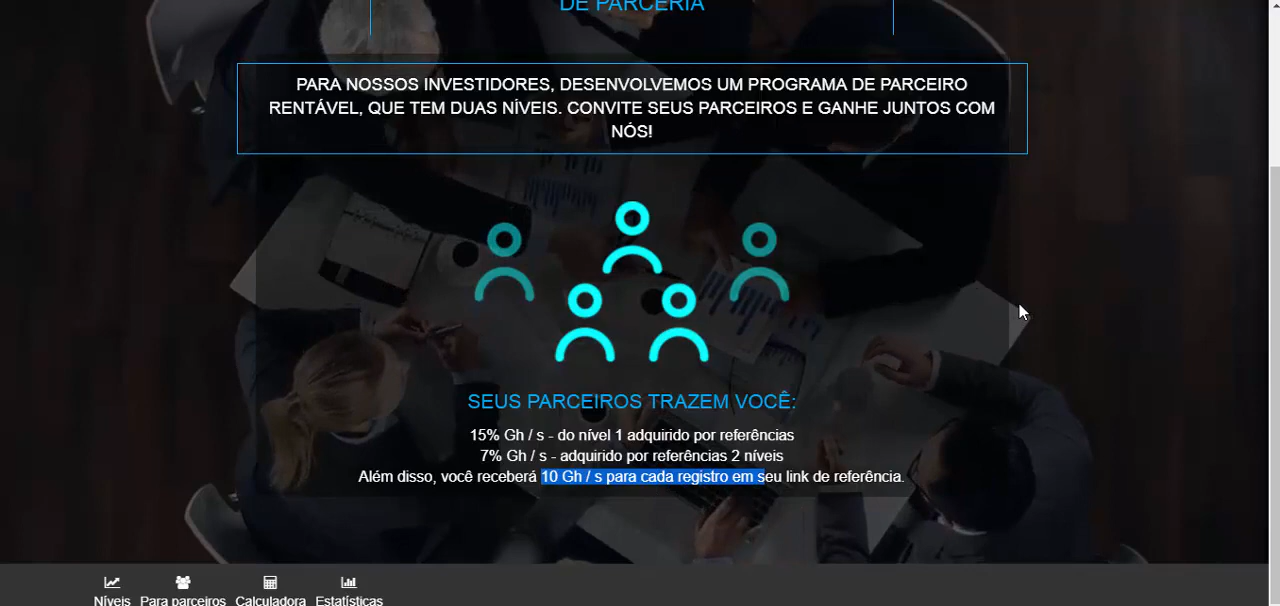 DE PARCERIA
PARA NOSSOS INVESTIDORES, DESENVOLVEMOS UM PROGRAMA DE PARCEIRO
RENTÁVEL, QUE TEM DUAS NÍVEIS. CONVITE SEUS PARCEIROS E GANHE JUNTOS COM
NÓS!
SEUS PARCEIROS TRAZEM VOCÊ:
15% Gh / s - do nível 1 adquirido por referências
7% Gh / s - adquirido por referências 2 níveis
Além disso, você receberá 10 Gh / s para cada registro em seu link de referência.
Níveis Para parceiros Calculadora Estatísticas